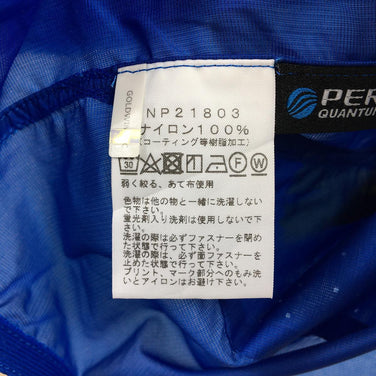 GOLDWIN
NP21803
ナイロン100%
(コーティング等樹脂加工)
30
F
W
弱く絞る、あて布使用
色物は他の物と一緒に洗濯しない
で下さい。
蛍光剤入り洗剤は使用しないで下
さい。
洗濯の際は必ずファスナーを閉め
た状態で行って下さい。
洗濯の際は、必ず面ファスナーを
とめた状態で行って下さい。
プリント、マーク部分へのもみ洗
いとアイロンはお避け下さい。
PER
QUANTUM